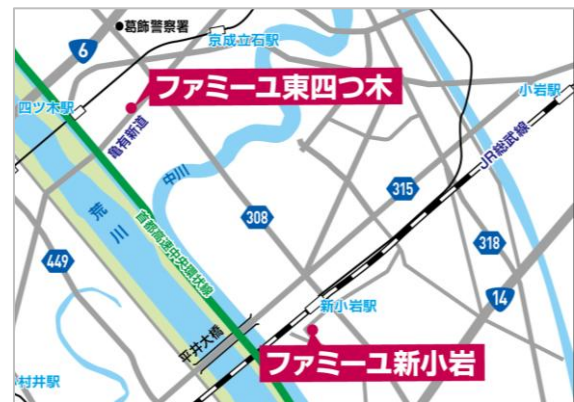 ●葛飾警察署
6
京成立石駅
ファミーユ東四つ木
四ツ木駅
小岩駅
亀有新道
JR総武線
中川
315
荒川
308
首都高速中央環状線
318
449
14
新小岩駅
平井大橋
ファミーユ新小岩
村井駅